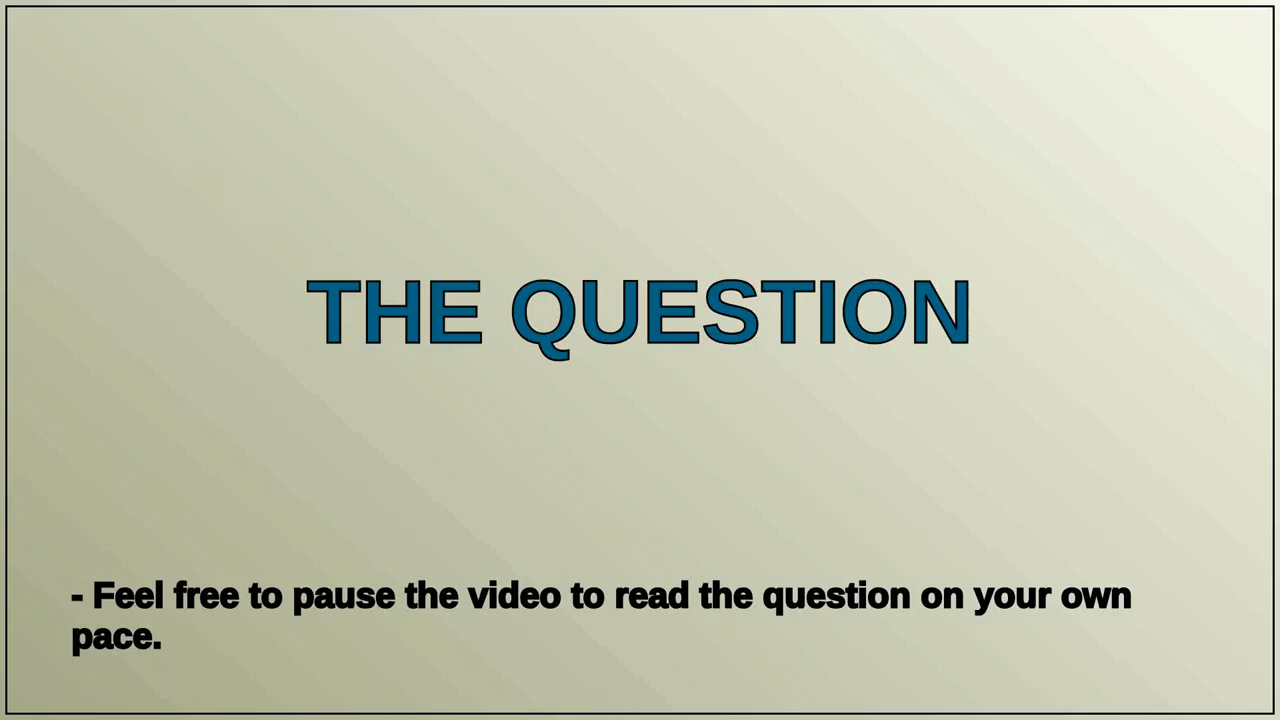 THE QUESTION
- Feel free to pause the video to read the question on your own
pace.